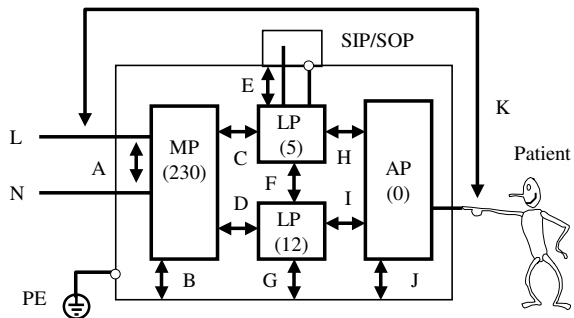 SIP/SOP
E
K
L
MP
(230)
LP
(5)
AP
(0)
A
C
H
Patient
N
F
D
I
LP
(12)
B
G
J
PE